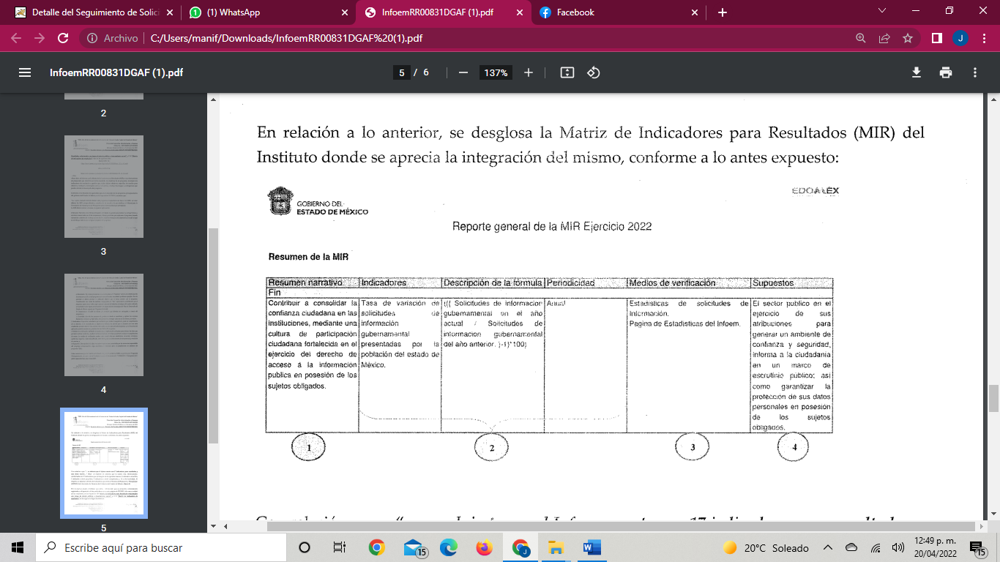 Detalle del Seguimiento de Solici
(1) WhatsApp
InfoemRR00831DGAF (1).pdf
Facebook
Archivo
C:/Users/manif/Downloads/InfoemRR00831DGAF%20(1).pdf
J
InfoemRR00831DGAF (1).pdf
5 / 6
137%
2
3
4
5
En relación a lo anterior, se desglosa la Matriz de Indicadores para Resultados (MIR) del
Instituto donde se aprecia la integración del mismo, conforme a lo antes expuesto:
GOBIERNO DEL
ESTADO DE MÉXICO
EDOMÉX
Reporte general de la MIR Ejercicio 2022
Resumen de la MIR
Resumen narrativo
Indicadores
Descripción de la fórmula
Periodicidad
Medios de verificación
Supuestos
Fin
Contribuir a consolidar la
confianza ciudadana en las
instituciones, mediante una
cultura de participación
ciudadana fortalecida en el
ejercicio del derecho de
acceso á la información
publica en posesión de los
sujetos obligados.
Tasa de variación de
solicitudes de
información
gubernamental
presentadas por la
población del estado de
México.
((( Solicitudes de informacion
gubernamental en el año
actual / Solicitudes de
informacion gubernamental
del año anterior. )-1)*100)
Anual
Estadísticas de solicitudes de
información.
Pagina de Estadísticas del Infoem.
El sector publico en el
ejercicio de sus
atribuciones para
generar un ambiente de
confianza y seguridad,
informa a la ciudadanía
en un marco de
escrutinio público; así
como garantizar la
protección de sus datos
personales en posesión
de los sujetos
obligados.
1
2
3
4
Escribe aquí para buscar
15
J
20°C Soleado
12:49 p. m.
20/04/2022
15